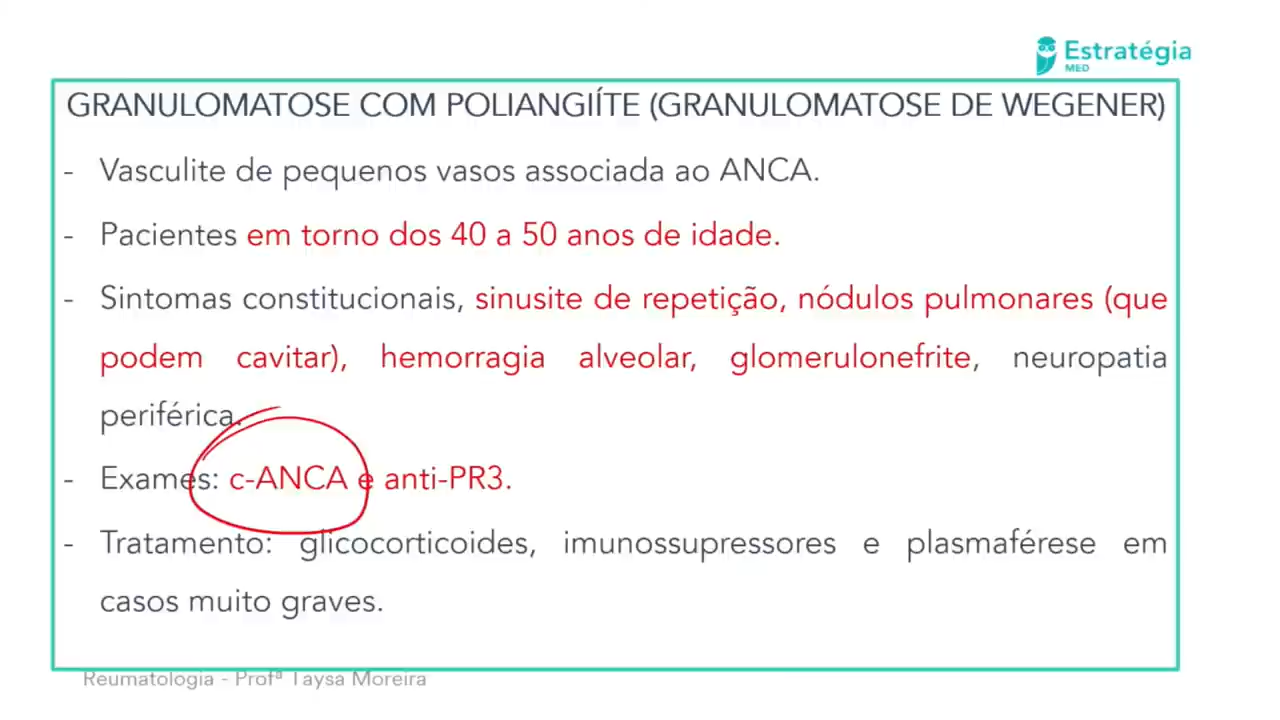 Estratégia
MED
GRANULOMATOSE COM POLIANGIÍTE (GRANULOMATOSE DE WEGENER)
- Vasculite de pequenos vasos associada ao ANCA.
- Pacientes em torno dos 40 a 50 anos de idade.
- Sintomas constitucionais, sinusite de repetição, nódulos pulmonares (que
podem cavitar), hemorragia alveolar, glomerulonefrite, neuropatia
periférica.
- Exames: c-ANCA e anti-PR3.
- Tratamento: glicocorticoides, imunossupressores e plasmaférese em
casos muito graves.
Reumatologia - Profª Taysa Moreira